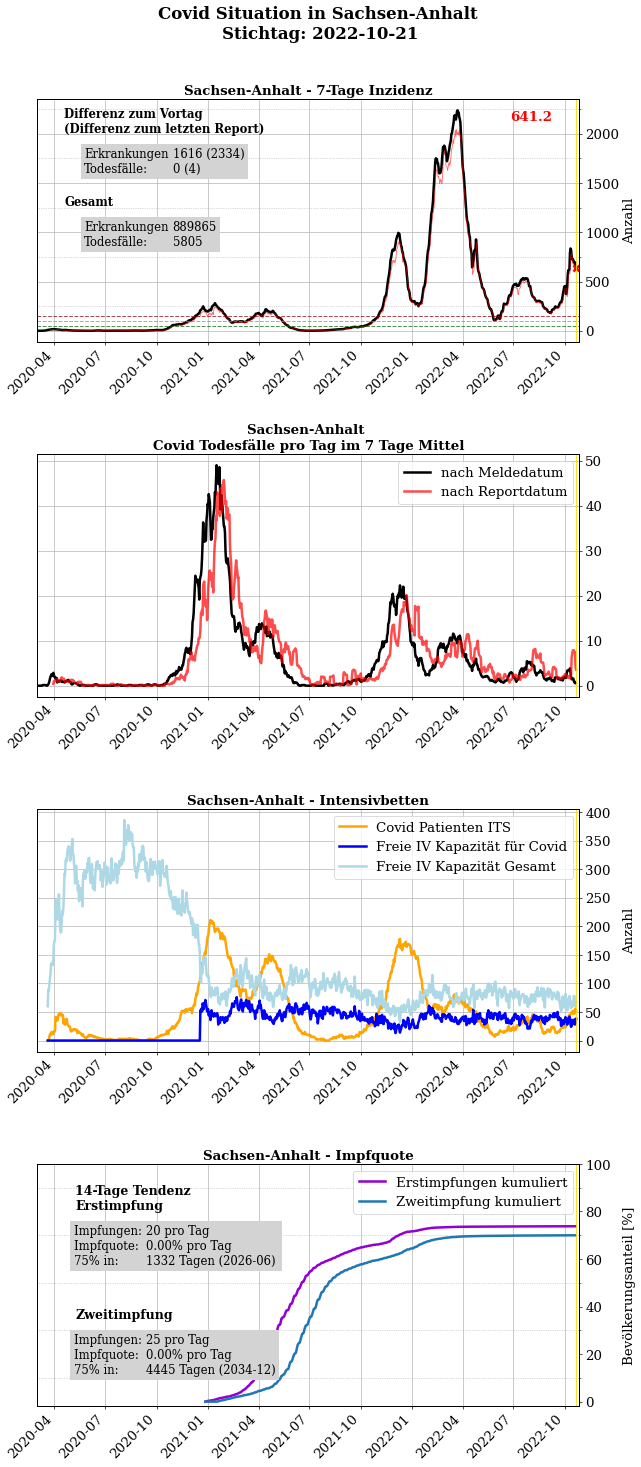 Covid Situation in Sachsen-Anhalt
Stichtag: 2022-10-21
Sachsen-Anhalt - 7-Tage Inzidenz
Differenz zum Vortag
(Differenz zum letzten Report)
Erkrankungen 1616 (2334)
Todesfälle: 0 (4)
Gesamt
Erkrankungen 889865
Todesfälle: 5805
641.2
2000
1500
1000
500
0
Anzahl
2020-04
2020-07
2020-10
2021-01
2021-04
2021-07
2021-10
2022-01
2022-04
2022-07
2022-10
Sachsen-Anhalt
Covid Todesfälle pro Tag im 7 Tage Mittel
nach Meldedatum
nach Reportdatum
50
40
30
20
10
0
2020-04
2020-07
2020-10
2021-01
2021-04
2021-07
2021-10
2022-01
2022-04
2022-07
2022-10
Sachsen-Anhalt - Intensivbetten
Covid Patienten ITS
Freie IV Kapazität für Covid
Freie IV Kapazität Gesamt
400
350
300
250
200
150
100
50
0
Anzahl
2020-04
2020-07
2020-10
2021-01
2021-04
2021-07
2021-10
2022-01
2022-04
2022-07
2022-10
Sachsen-Anhalt - Impfquote
14-Tage Tendenz
Erstimpfung
Impfungen: 20 pro Tag
Impfquote: 0.00% pro Tag
75% in: 1332 Tagen (2026-06)
Zweitimpfung
Impfungen: 25 pro Tag
Impfquote: 0.00% pro Tag
75% in: 4445 Tagen (2034-12)
Erstimpfungen kumuliert
Zweitimpfung kumuliert
100
80
60
40
20
0
Bevölkerungsanteil [%]
2020-04
2020-07
2020-10
2021-01
2021-04
2021-07
2021-10
2022-01
2022-04
2022-07
2022-10